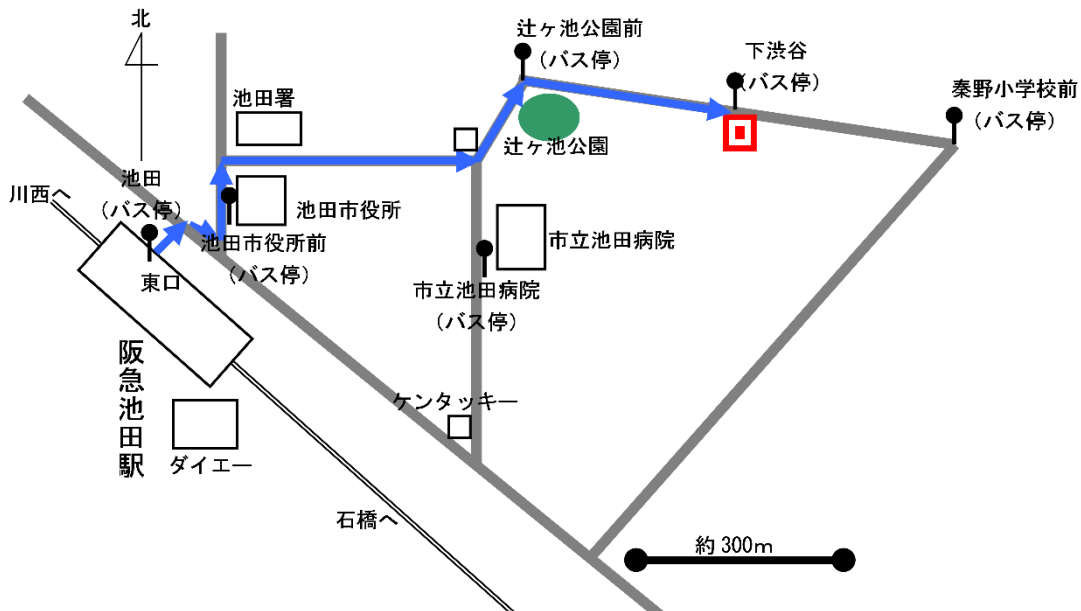 北
辻ヶ池公園前
（バス停）
下渋谷
（バス停）
秦野小学校前
（バス停）
池田署
辻ヶ池公園
川西へ
池田
（バス停）
池田市役所
池田市役所前
（バス停）
東口
市立池田病院
市立池田病院
（バス停）
阪急池田駅
ケンタッキー
ダイエー
石橋へ
約300m